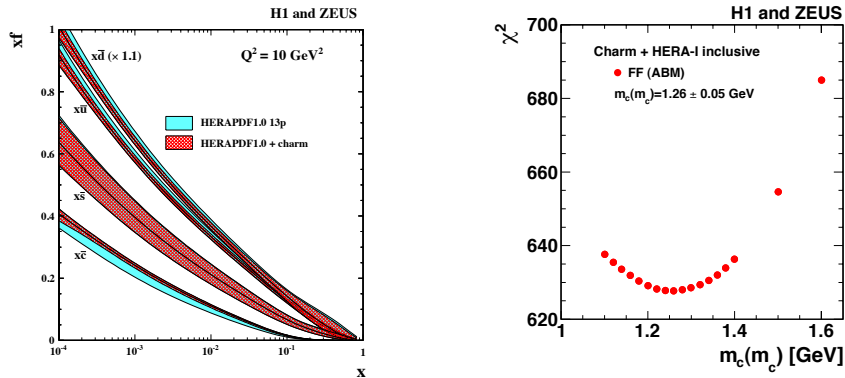 H1 and ZEUS
xf
1
0.8
0.6
0.4
0.2
0
xd̅ (× 1.1)
Q² = 10 GeV²
xu̅
HERAPDF1.0 13p
HERAPDF1.0 + charm
xs̅
xc̅
10⁻⁴
10⁻³
10⁻²
10⁻¹
1
x
H1 and ZEUS
χ²
700
680
660
640
620
Charm + HERA-I inclusive
FF (ABM)
m_c(m_c)=1.26 ± 0.05 GeV
1
1.2
1.4
1.6
m_c(m_c) [GeV]